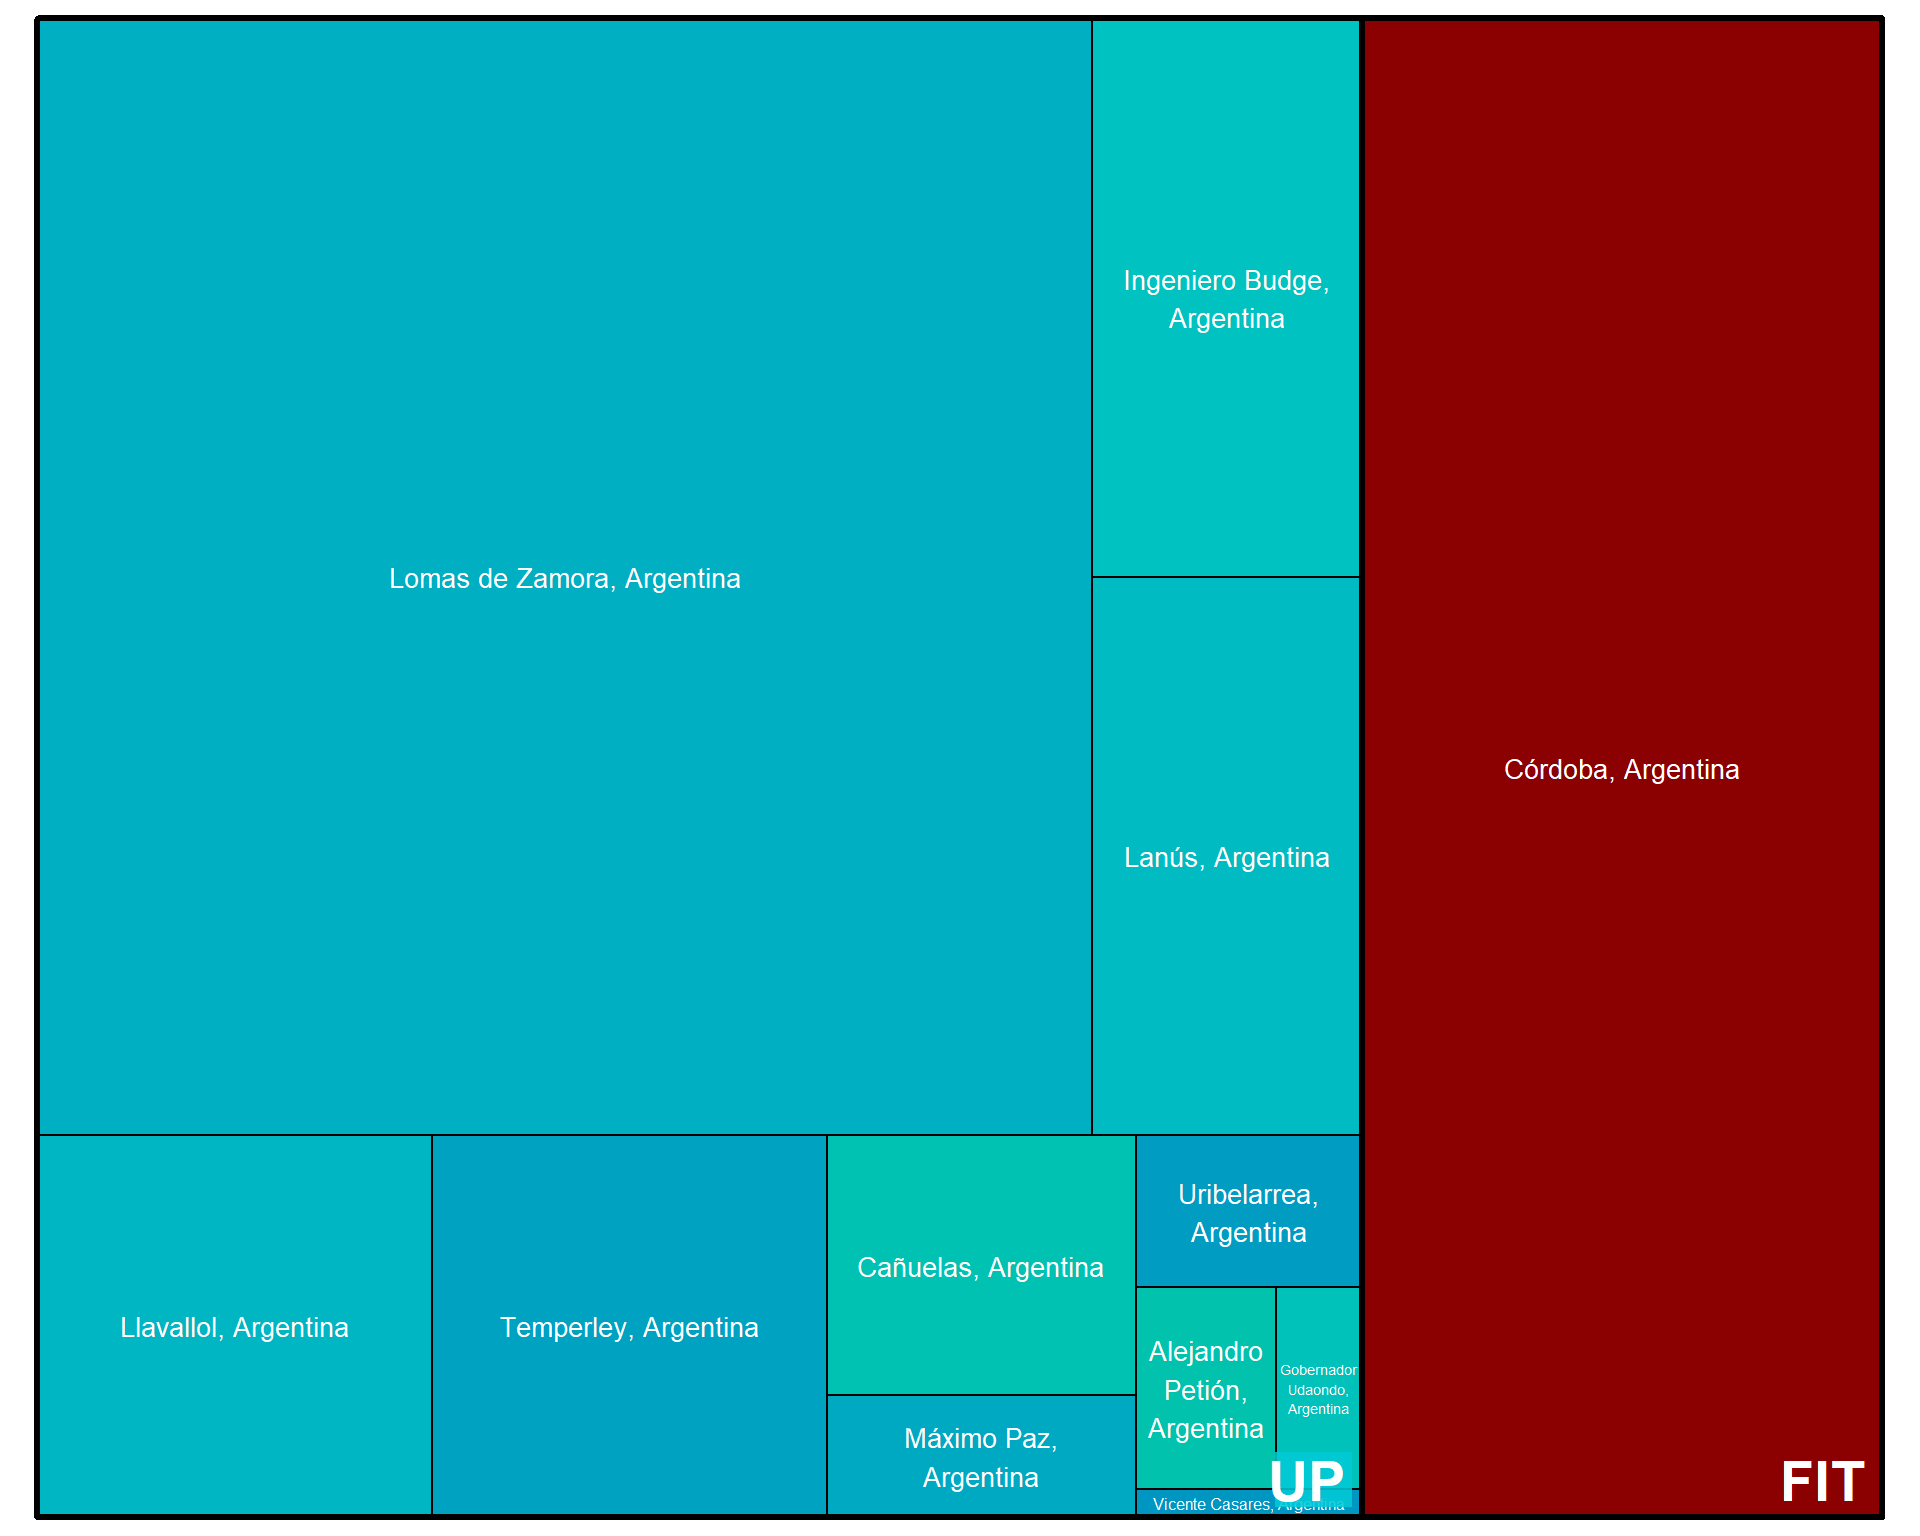 Lomas de Zamora, Argentina
Ingeniero Budge,
Argentina
Lanús, Argentina
Córdoba, Argentina
Llavallol, Argentina
Temperley, Argentina
Cañuelas, Argentina
Máximo Paz,
Argentina
Uribelarrea,
Argentina
Alejandro
Petión,
Argentina
Gobernador
Udaondo,
Argentina
Vicente Casares, Argentina
UP
FIT